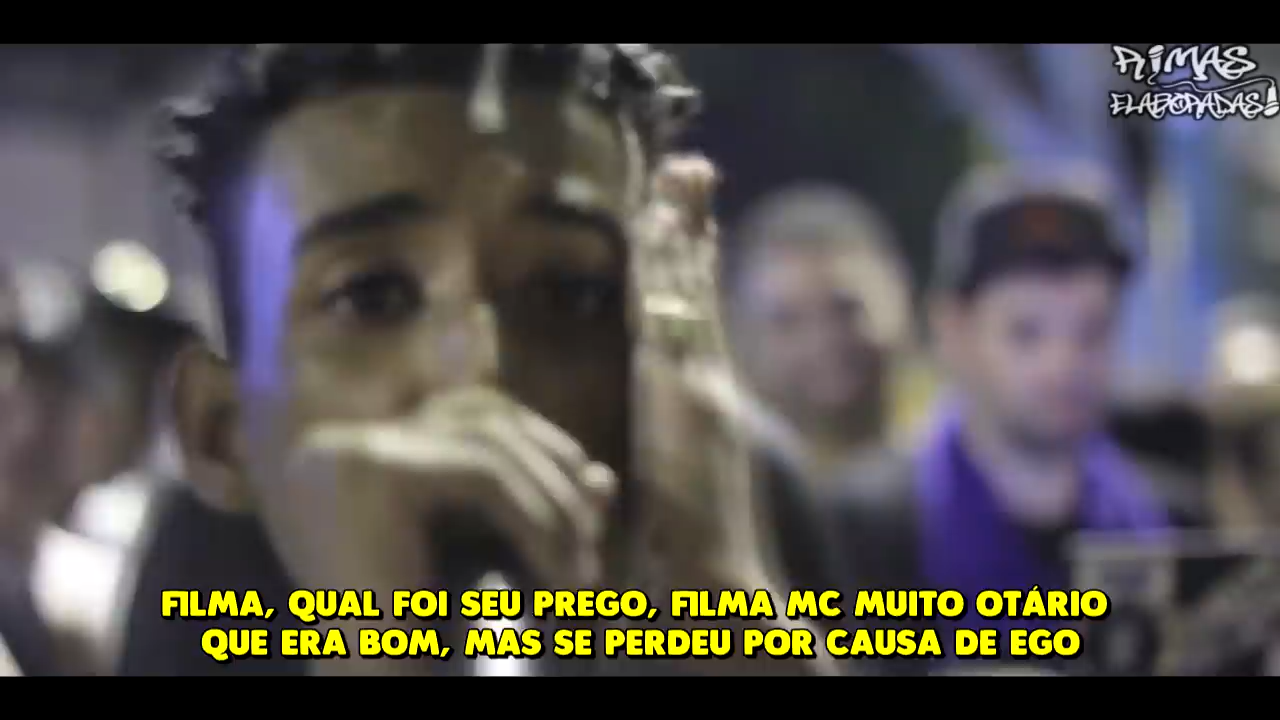 RIMAS
ELABORADAS!
FILMA, QUAL FOI SEU PREGO, FILMA MC MUITO OTÁRIO
QUE ERA BOM, MAS SE PERDEU POR CAUSA DE EGO